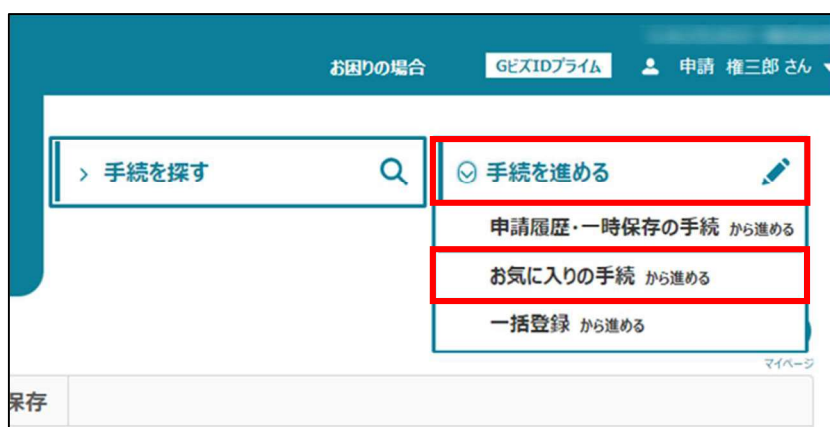 お困りの場合 GビズIDプライム 申請 権三郎 さん
> 手続を探す
手続を進める
申請履歴・一時保存の手続 から進める
お気に入りの手続 から進める
一括登録 から進める
マイページ
保存